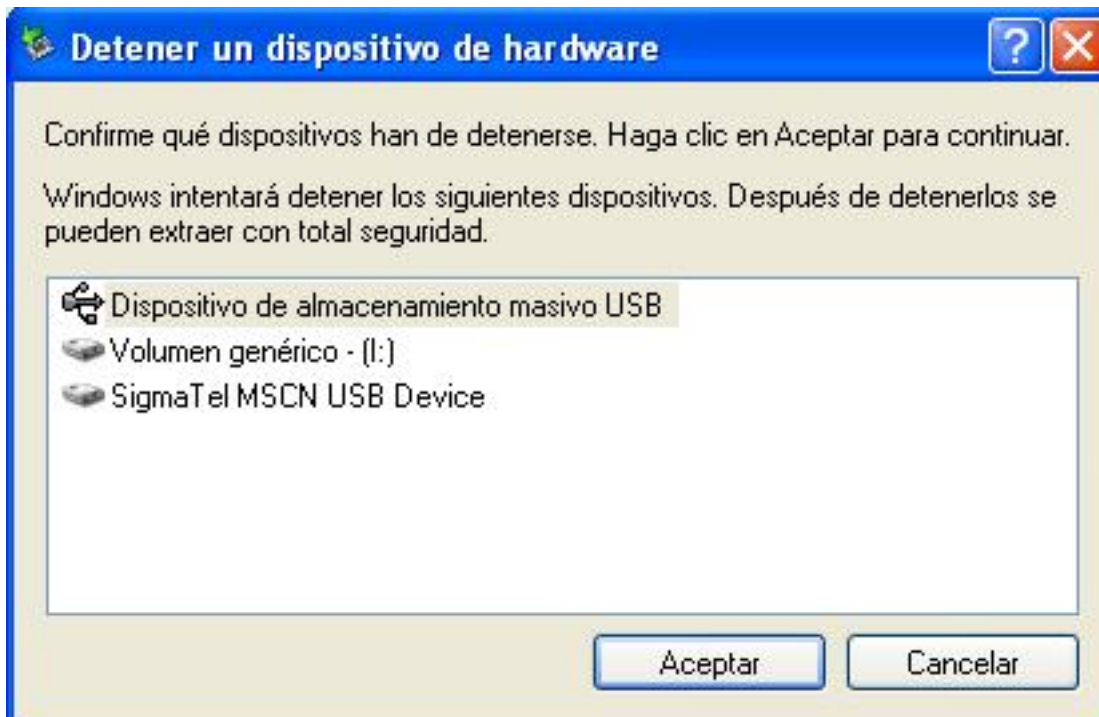 Detener un dispositivo de hardware
Confirme qué dispositivos han de detenerse. Haga clic en Aceptar para continuar.
Windows intentará detener los siguientes dispositivos. Después de detenerlos se
pueden extraer con total seguridad.
Dispositivo de almacenamiento masivo USB
Volumen genérico - (I:)
SigmaTel MSCN USB Device
Aceptar
Cancelar